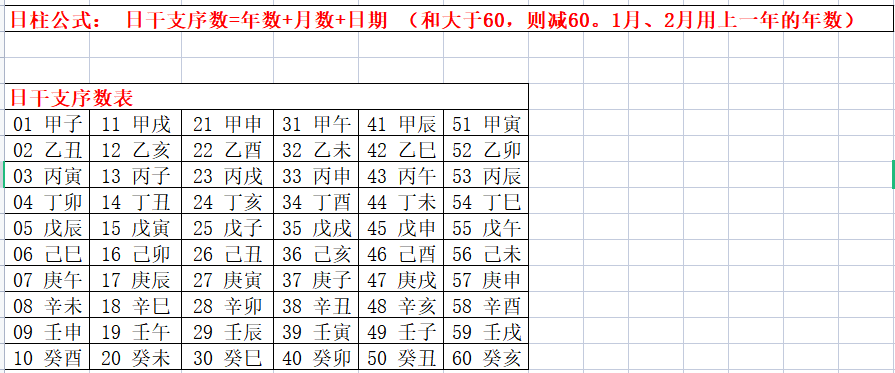 日柱公式： 日干支序数=年数+月数+日期 （和大于60，则减60。1月、2月用上一年的年数）
日干支序数表
01 甲子 11 甲戌 21 甲申 31 甲午 41 甲辰 51 甲寅
02 乙丑 12 乙亥 22 乙酉 32 乙未 42 乙巳 52 乙卯
03 丙寅 13 丙子 23 丙戌 33 丙申 43 丙午 53 丙辰
04 丁卯 14 丁丑 24 丁亥 34 丁酉 44 丁未 54 丁巳
05 戊辰 15 戊寅 25 戊子 35 戊戌 45 戊申 55 戊午
06 己巳 16 己卯 26 己丑 36 己亥 46 己酉 56 己未
07 庚午 17 庚辰 27 庚寅 37 庚子 47 庚戌 57 庚申
08 辛未 18 辛巳 28 辛卯 38 辛丑 48 辛亥 58 辛酉
09 壬申 19 壬午 29 壬辰 39 壬寅 49 壬子 59 壬戌
10 癸酉 20 癸未 30 癸巳 40 癸卯 50 癸丑 60 癸亥